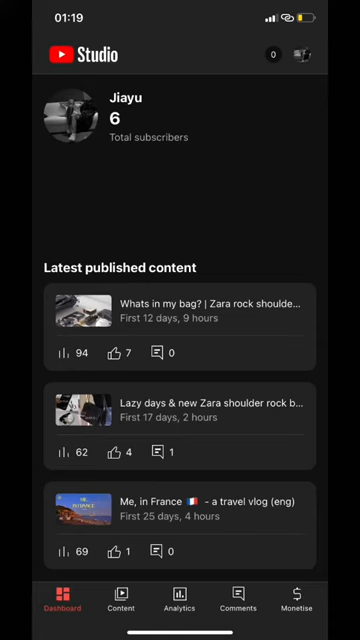 01:19
Studio
0
Jiayu
6
Total subscribers
Latest published content
Whats in my bag? | Zara rock shoulde...
First 12 days, 9 hours
94 7 0
Lazy days & new Zara shoulder rock b...
First 17 days, 2 hours
62 4 1
Me, in France 🇫🇷 - a travel vlog (eng)
First 25 days, 4 hours
69 1 0
Dashboard Content Analytics Comments Monetise